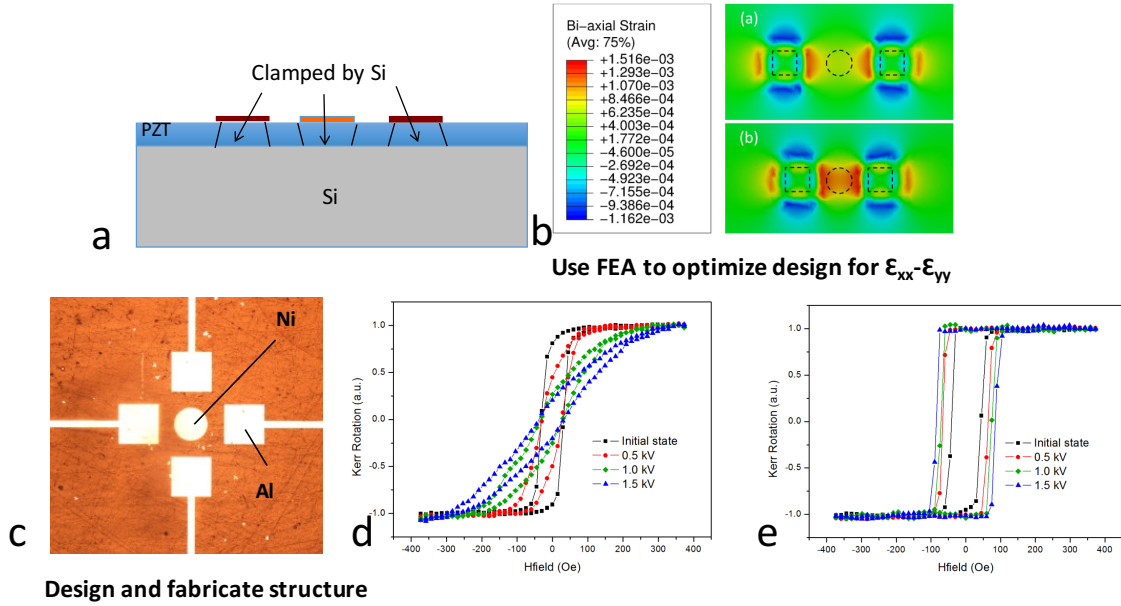 Clamped by Si
PZT
Si
a
Bi-axial Strain
(Avg: 75%)
+1.516e-03
+1.293e-03
+1.070e-03
+8.466e-04
+6.235e-04
+4.003e-04
+1.772e-04
-4.600e-05
-2.692e-04
-4.923e-04
-7.155e-04
-9.386e-04
-1.162e-03
(a)
(b)
b
Use FEA to optimize design for Ɛxx-Ɛyy
Ni
Al
c
Design and fabricate structure
Kerr Rotation (a.u.)
1.0
0.5
0.0
-0.5
-1.0
-400 -300 -200 -100 0 100 200 300 400
Hfield (Oe)
Initial state
0.5 kV
1.0 kV
1.5 kV
d
Kerr Rotation (a.u.)
1.0
0.5
0.0
-0.5
-1.0
-400 -300 -200 -100 0 100 200 300 400
Hfield (Oe)
Initial state
0.5 kV
1.0 kV
1.5 kV
e